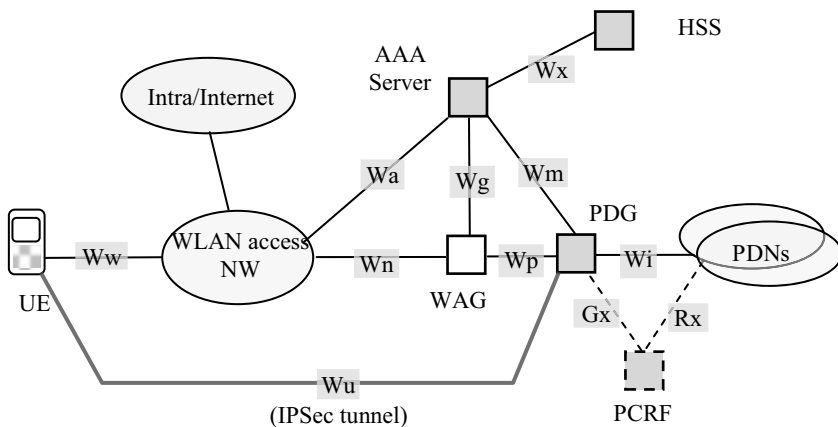 HSS
AAA
Server
Wx
Intra/Internet
Wa
Wg
Wm
PDG
WLAN access
NW
Ww
Wn
Wp
Wi
PDNs
UE
WAG
Gx
Rx
Wu
(IPSec tunnel)
PCRF